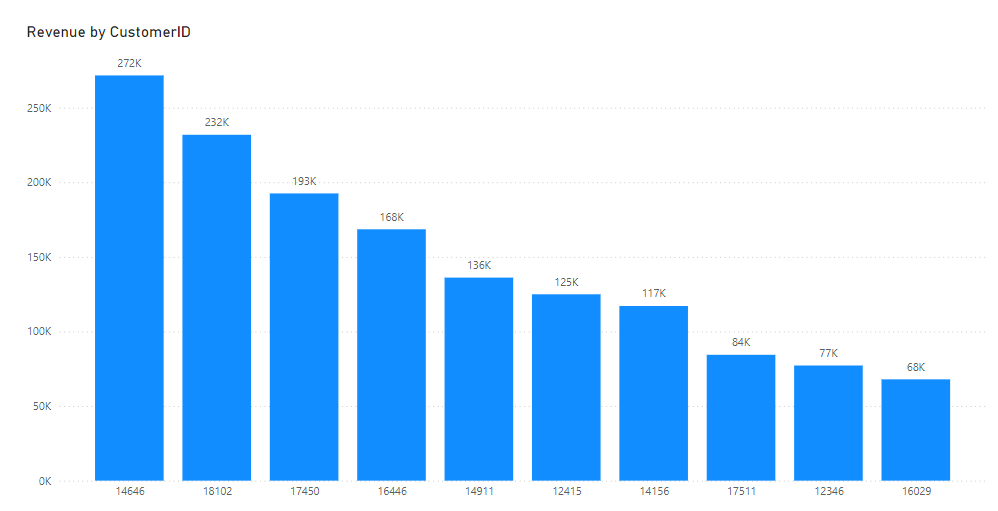 Revenue by CustomerID
272K
232K
193K
168K
136K
125K
117K
84K
77K
68K
250K
200K
150K
100K
50K
0K
14646 18102 17450 16446 14911 12415 14156 17511 12346 16029